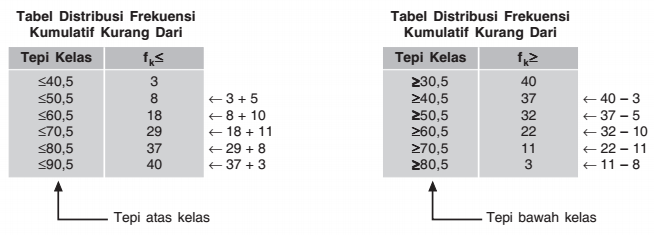 Tabel Distribusi Frekuensi
Kumulatif Kurang Dari
Tepi Kelas fk≤
≤40,5 3
≤50,5 8 ← 3 + 5
≤60,5 18 ← 8 + 10
≤70,5 29 ← 18 + 11
≤80,5 37 ← 29 + 8
≤90,5 40 ← 37 + 3
Tepi atas kelas
Tabel Distribusi Frekuensi
Kumulatif Kurang Dari
Tepi Kelas fk≥
≥30,5 40
≥40,5 37 ← 40 – 3
≥50,5 32 ← 37 – 5
≥60,5 22 ← 32 – 10
≥70,5 11 ← 22 – 11
≥80,5 3 ← 11 – 8
Tepi bawah kelas